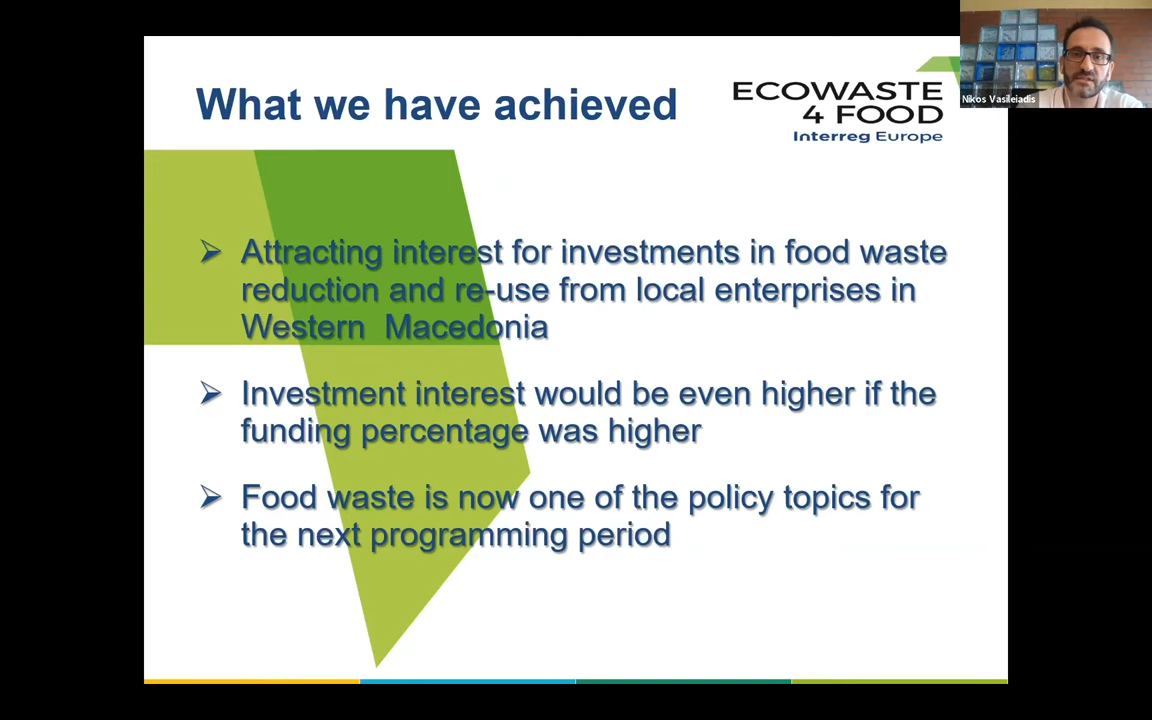 What we have achieved
ECOWASTE
4 FOOD
Interreg Europe
Nikos Vasileiadis
Attracting interest for investments in food waste
reduction and re-use from local enterprises in
Western Macedonia
Investment interest would be even higher if the
funding percentage was higher
Food waste is now one of the policy topics for
the next programming period